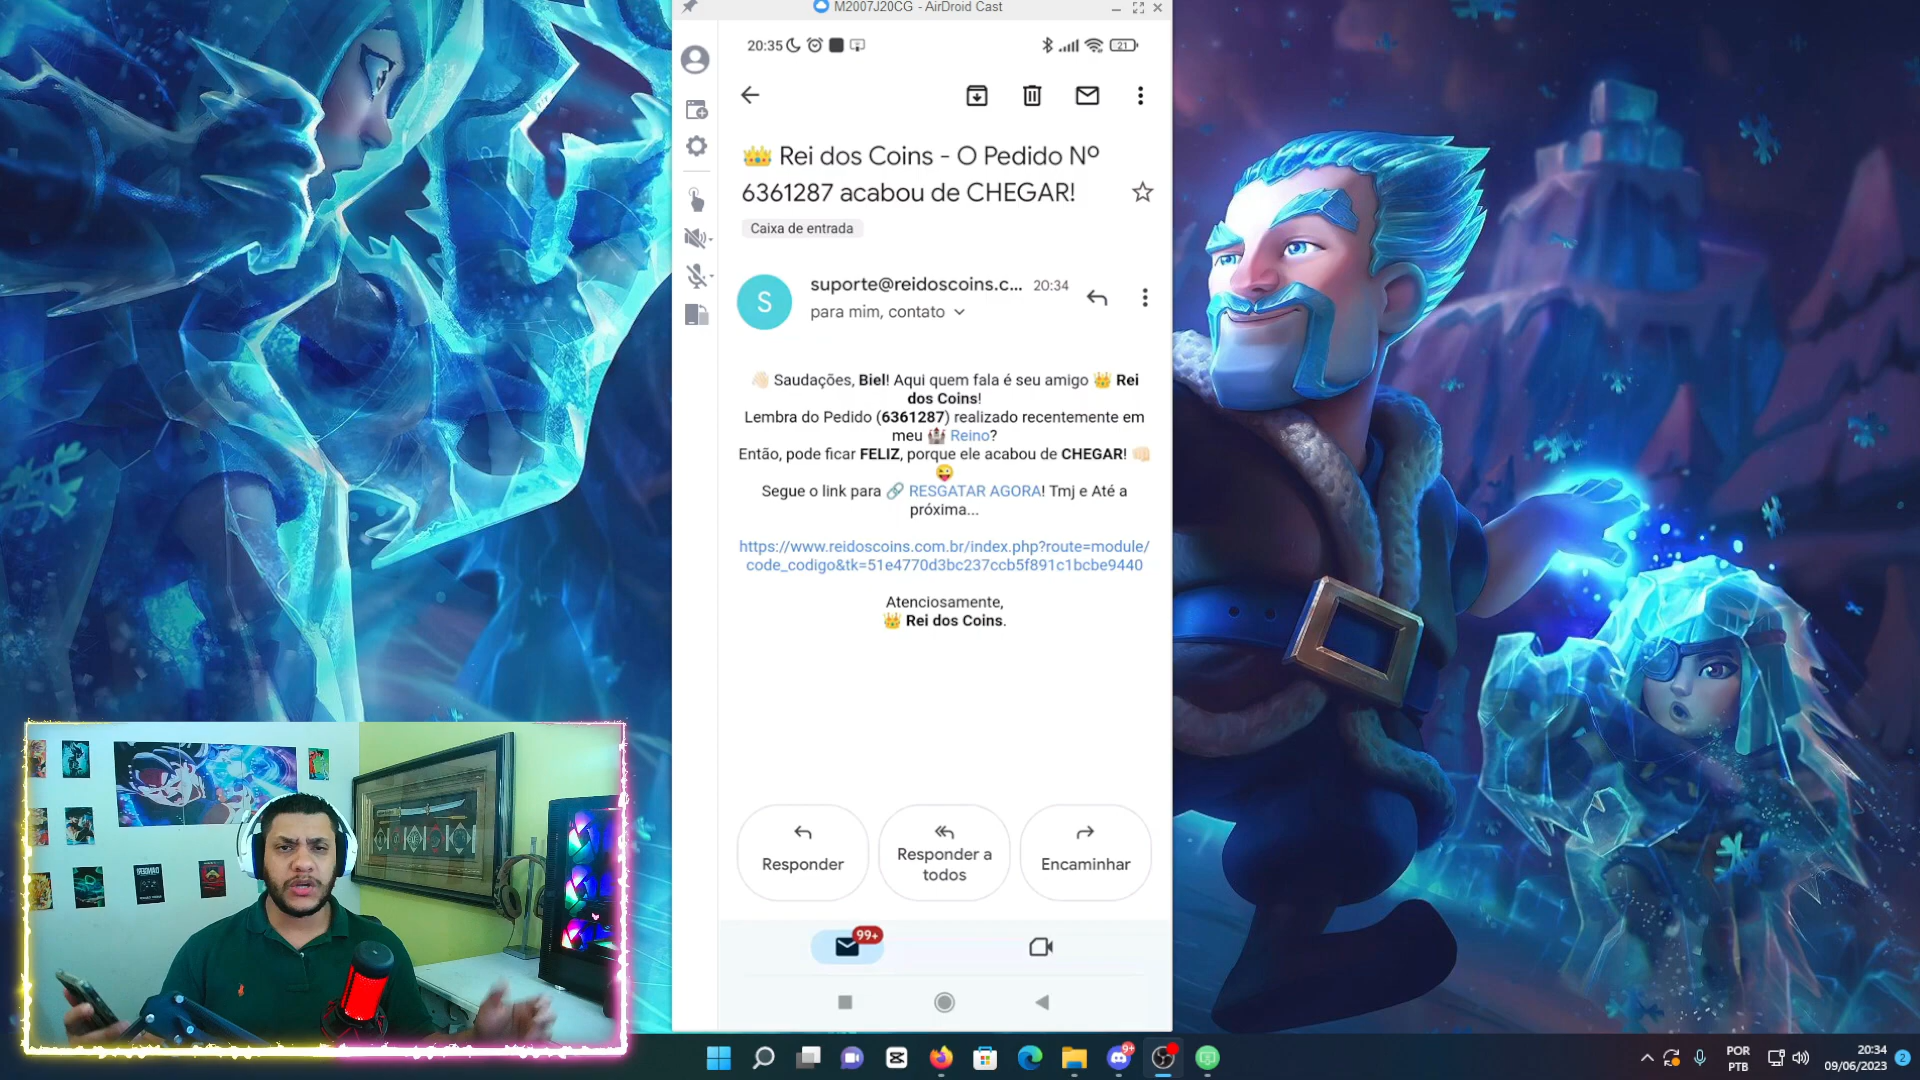 M2007J20CG - AirDroid Cast
20:35
21
👑 Rei dos Coins - O Pedido Nº
6361287 acabou de CHEGAR!
Caixa de entrada
S
suporte@reidoscoins.c... 20:34
para mim, contato
👋🏻 Saudações, Biel! Aqui quem fala é seu amigo 👑 Rei
dos Coins!
Lembra do Pedido (6361287) realizado recentemente em
meu 🏰 Reino?
Então, pode ficar FELIZ, porque ele acabou de CHEGAR! 👊🏻
😜
Segue o link para 🔗 RESGATAR AGORA! Tmj e Até a
próxima...
https://www.reidoscoins.com.br/index.php?route=module/
code_codigo&tk=51e4770d3bc237ccb5f891c1bcbe9440
Atenciosamente,
👑 Rei dos Coins.
Responder
Responder a
todos
Encaminhar
99+
9+
POR
PTB
20:34
09/06/2023
2